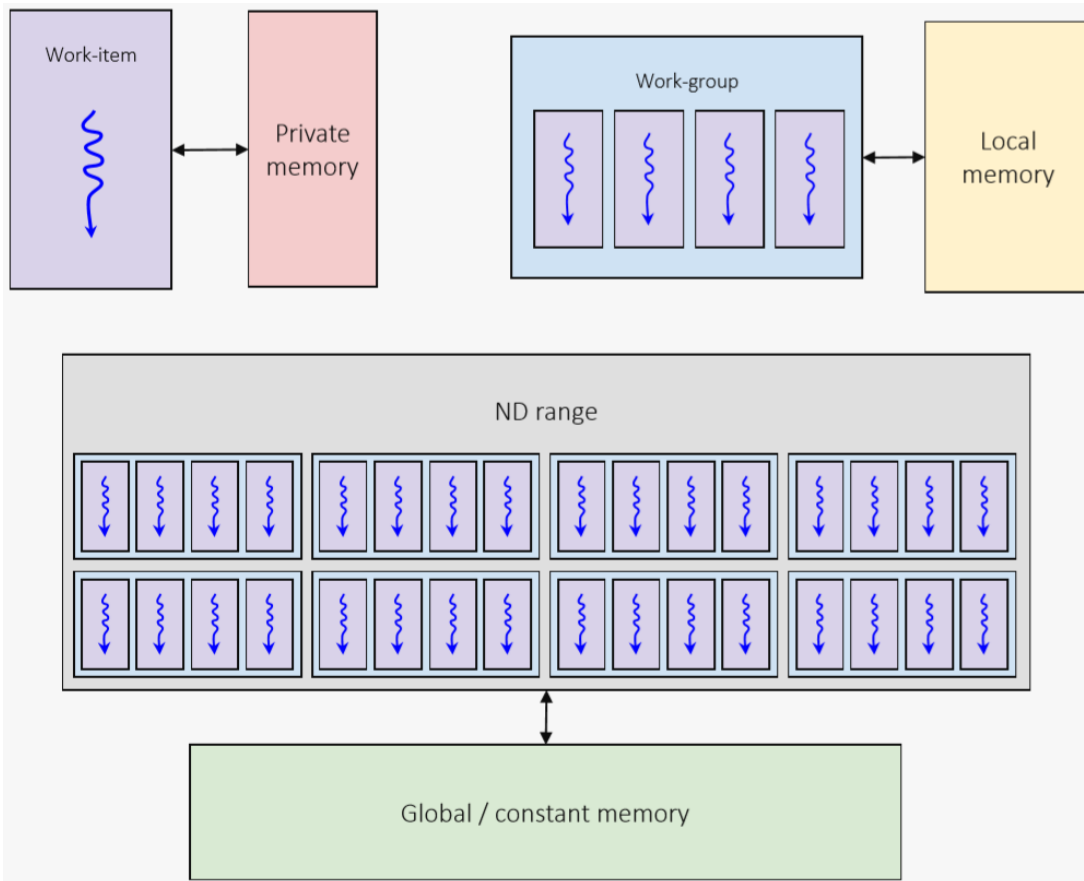 Work-item
Private
memory
Work-group
Local
memory
ND range
Global / constant memory